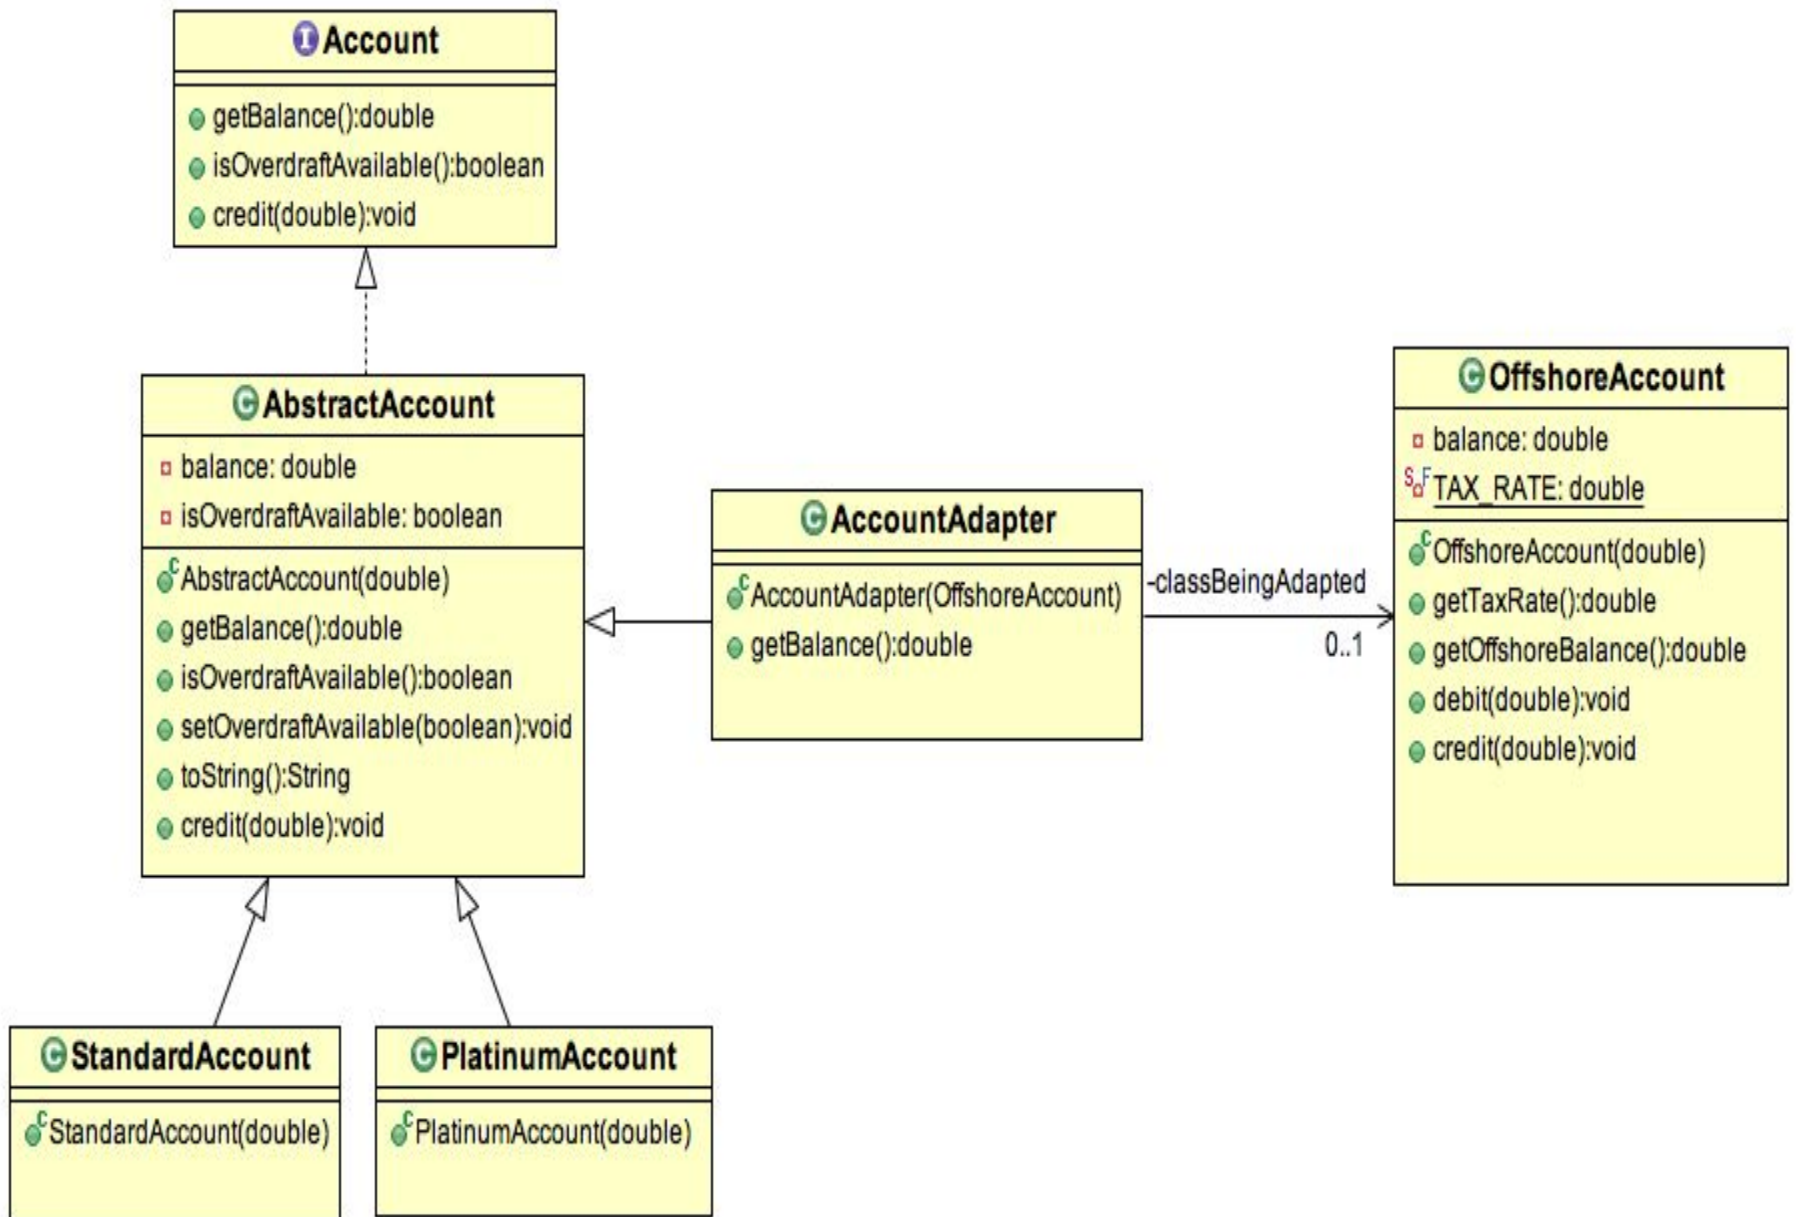 I Account
getBalance():double
isOverdraftAvailable():boolean
credit(double):void
C AbstractAccount
balance: double
isOverdraftAvailable: boolean
C AbstractAccount(double)
getBalance():double
isOverdraftAvailable():boolean
setOverdraftAvailable(boolean):void
toString():String
credit(double):void
C AccountAdapter
C AccountAdapter(OffshoreAccount)
getBalance():double
-classBeingAdapted
0..1
C OffshoreAccount
balance: double
S F TAX_RATE: double
C OffshoreAccount(double)
getTaxRate():double
getOffshoreBalance():double
debit(double):void
credit(double):void
C StandardAccount
C StandardAccount(double)
C PlatinumAccount
C PlatinumAccount(double)